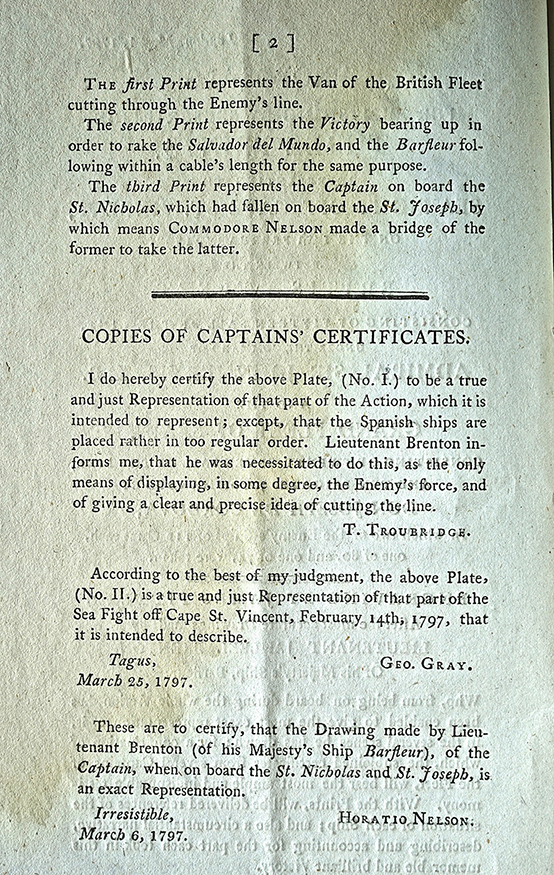 [ 2 ]
THE first Print represents the Van of the British Fleet
cutting through the Enemy's line.
The second Print represents the Victory bearing up in
order to rake the Salvador del Mundo, and the Barfleur fol-
lowing within a cable's length for the same purpose.
The third Print represents the Captain on board the
St. Nicholas, which had fallen on board the St. Joseph, by
which means COMMODORE NELSON made a bridge of the
former to take the latter.
COPIES OF CAPTAINS' CERTIFICATES.
I do hereby certify the above Plate, (No. I.) to be a true
and just Representation of that part of the Action, which it is
intended to represent; except, that the Spanish ships are
placed rather in too regular order. Lieutenant Brenton in-
forms me, that he was necessitated to do this, as the only
means of displaying, in some degree, the Enemy's force, and
of giving a clear and precise idea of cutting the line.
T. TROUBRIDGE.
According to the best of my judgment, the above Plate,
(No. II.) is a true and just Representation of that part of the
Sea Fight off Cape St. Vincent, February 14th, 1797, that
it is intended to describe.
Tagus, GEO. GRAY.
March 25, 1797.
These are to certify, that the Drawing made by Lieu-
tenant Brenton (of his Majesty's Ship Barfleur), of the
Captain, when on board the St. Nicholas and St. Joseph, is
an exact Representation.
Irresistible, HORATIO NELSON.
March 6, 1797.